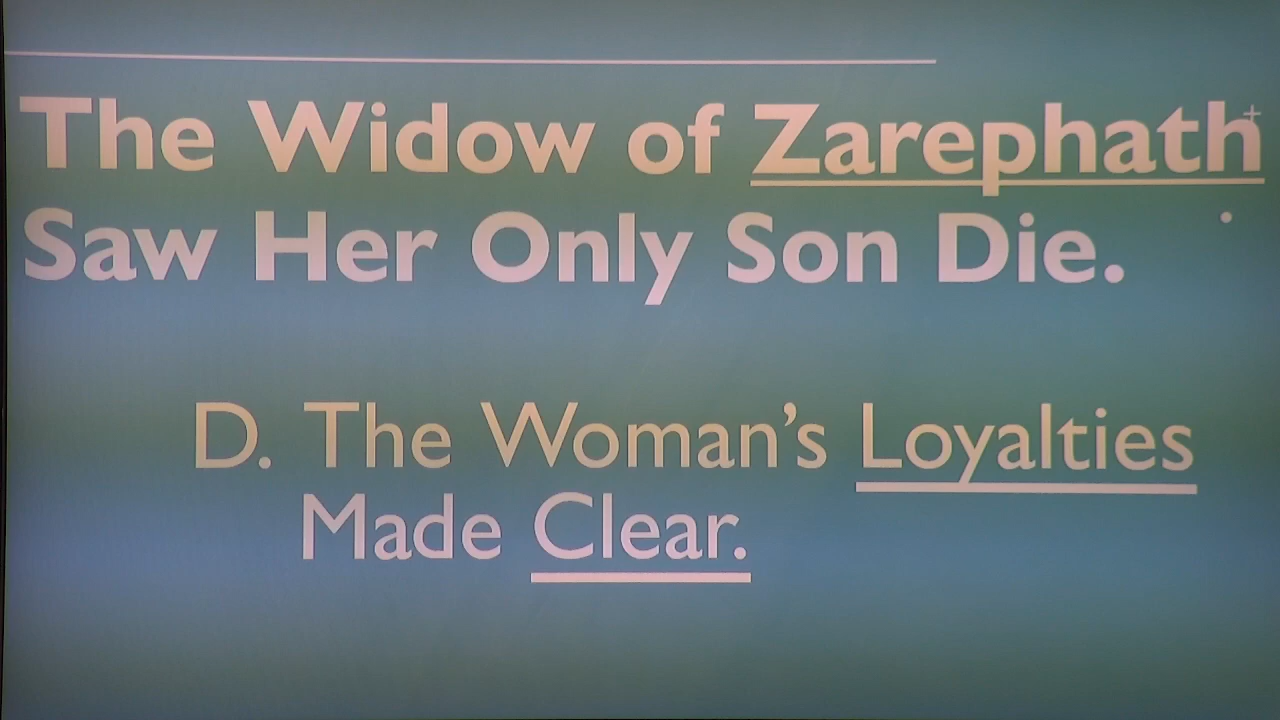 The Widow of Zarephath
Saw Her Only Son Die.
D. The Woman’s Loyalties
Made Clear.